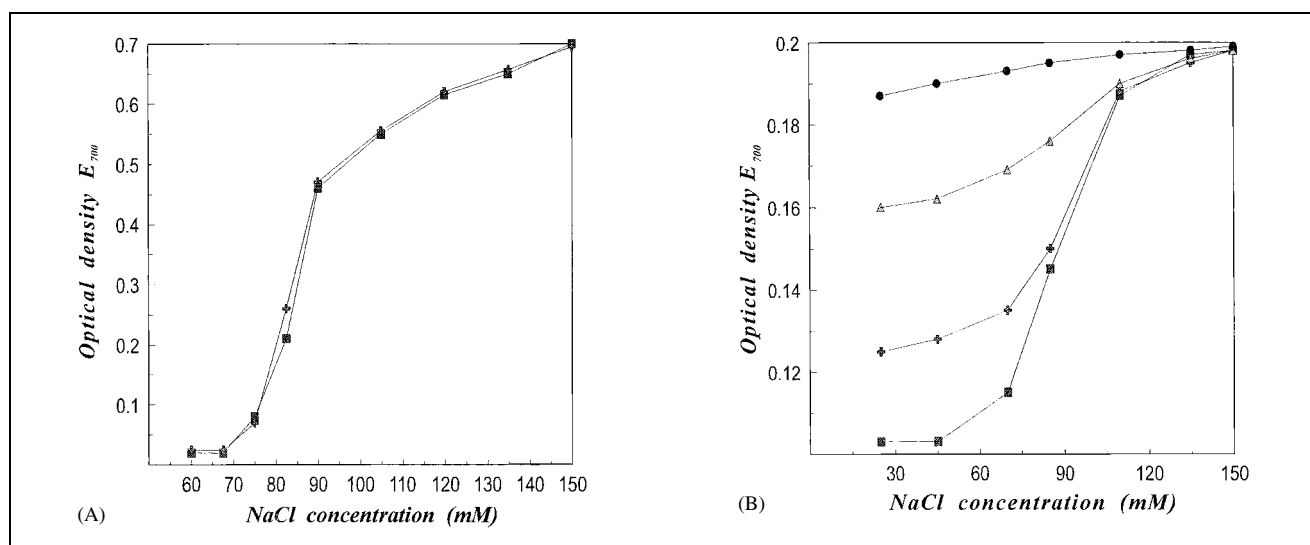 0.7
0.6
0.5
0.4
0.3
0.2
0.1
Optical density E700
60 70 80 90 100 110 120 130 140 150
NaCl concentration (mM)
(A)
0.2
0.18
0.16
0.14
0.12
Optical density E700
30 60 90 120 150
NaCl concentration (mM)
(B)